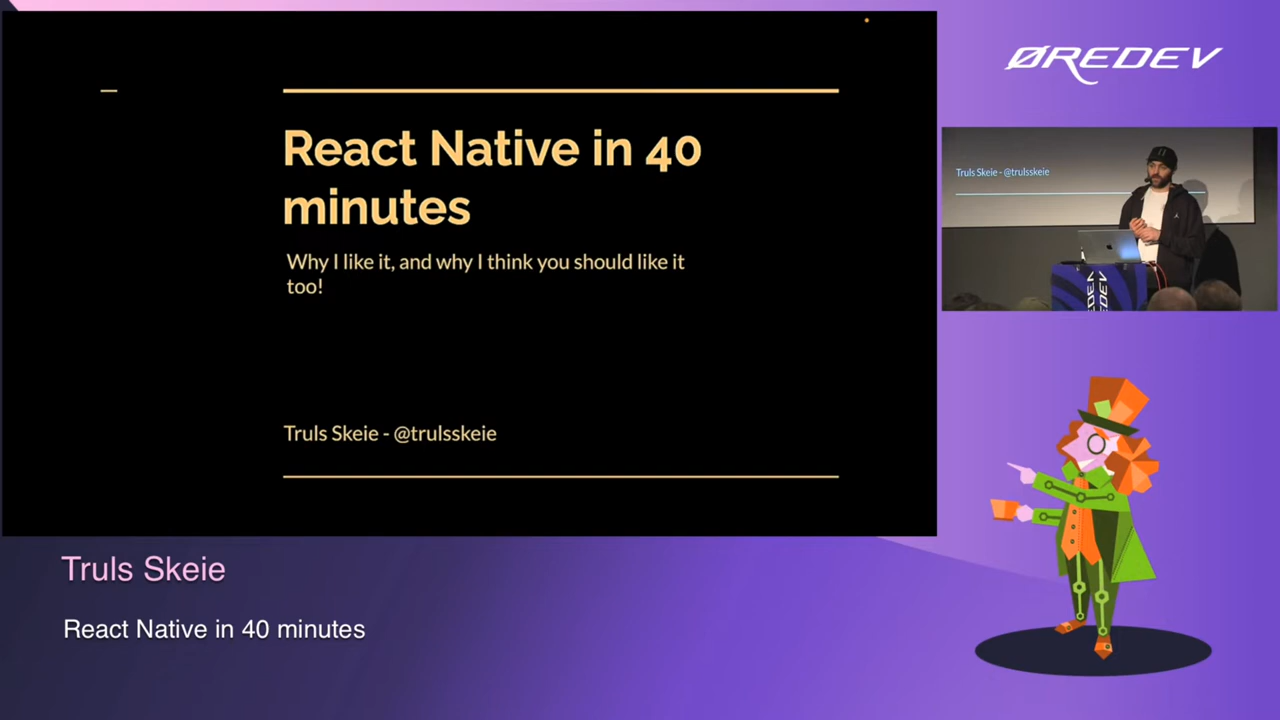 React Native in 40
minutes
Why I like it, and why I think you should like it
too!
Truls Skeie - @trulsskeie
ØREDEV
Truls Skeie - @trulsskeie
Truls Skeie
React Native in 40 minutes